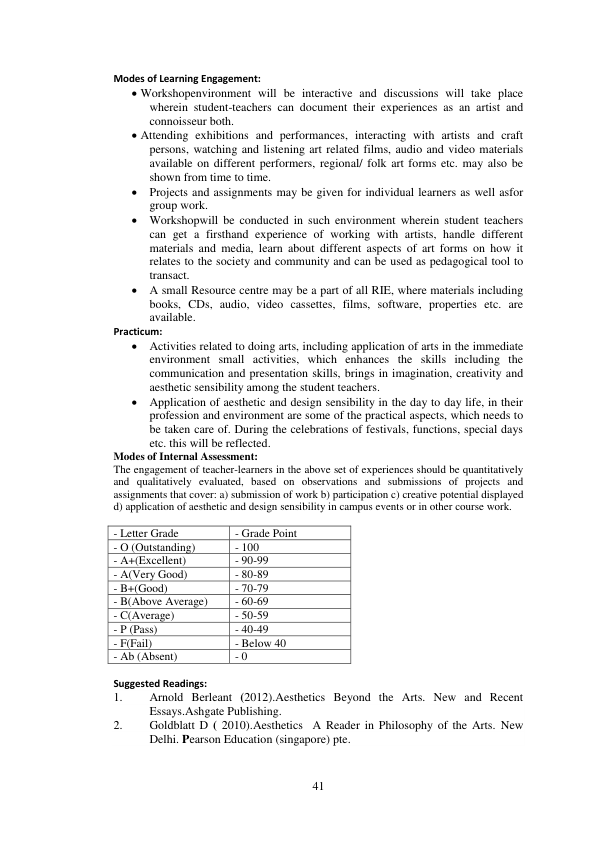 Modes of Learning Engagement:
• Workshopenvironment will be interactive and discussions will take place
wherein student-teachers can document their experiences as an artist and
connoisseur both.
• Attending exhibitions and performances, interacting with artists and craft
persons, watching and listening art related films, audio and video materials
available on different performers, regional/ folk art forms etc. may also be
shown from time to time.
• Projects and assignments may be given for individual learners as well asfor
group work.
• Workshopwill be conducted in such environment wherein student teachers
can get a firsthand experience of working with artists, handle different
materials and media, learn about different aspects of art forms on how it
relates to the society and community and can be used as pedagogical tool to
transact.
• A small Resource centre may be a part of all RIE, where materials including
books, CDs, audio, video cassettes, films, software, properties etc. are
available.
Practicum:
• Activities related to doing arts, including application of arts in the immediate
environment small activities, which enhances the skills including the
communication and presentation skills, brings in imagination, creativity and
aesthetic sensibility among the student teachers.
• Application of aesthetic and design sensibility in the day to day life, in their
profession and environment are some of the practical aspects, which needs to
be taken care of. During the celebrations of festivals, functions, special days
etc. this will be reflected.
Modes of Internal Assessment:
The engagement of teacher-learners in the above set of experiences should be quantitatively
and qualitatively evaluated, based on observations and submissions of projects and
assignments that cover: a) submission of work b) participation c) creative potential displayed
d) application of aesthetic and design sensibility in campus events or in other course work.
- Letter Grade - Grade Point
- O (Outstanding) - 100
- A+(Excellent) - 90-99
- A(Very Good) - 80-89
- B+(Good) - 70-79
- B(Above Average) - 60-69
- C(Average) - 50-59
- P (Pass) - 40-49
- F(Fail) - Below 40
- Ab (Absent) - 0
Suggested Readings:
1. Arnold Berleant (2012).Aesthetics Beyond the Arts. New and Recent
Essays.Ashgate Publishing.
2. Goldblatt D ( 2010).Aesthetics A Reader in Philosophy of the Arts. New
Delhi. Pearson Education (singapore) pte.
41